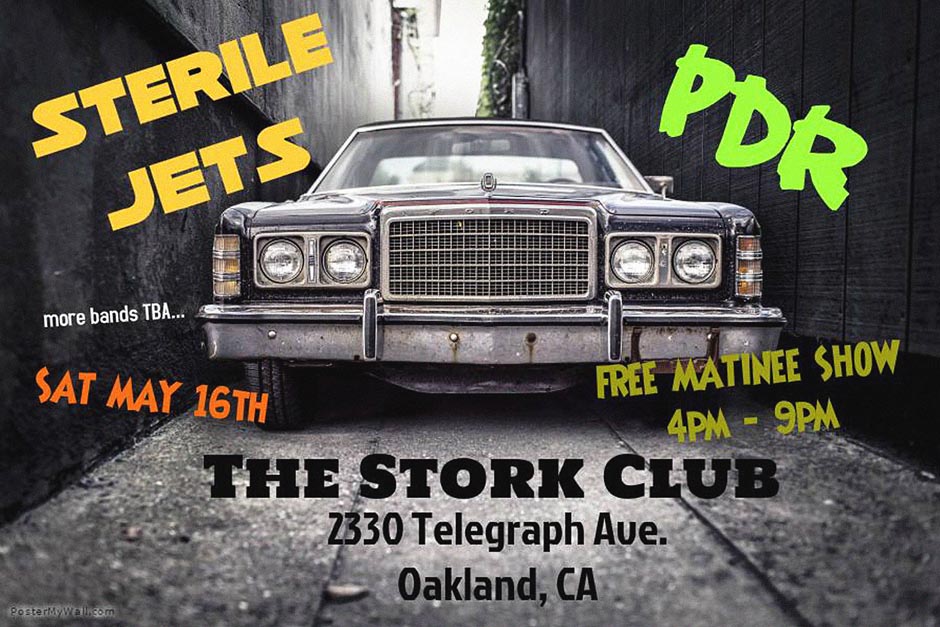 STERILE
JETS
PDR
FORD
more bands TBA...
SAT MAY 16TH
FREE MATINEE SHOW
4PM - 9PM
THE STORK CLUB
2330 Telegraph Ave.
Oakland, CA
PosterMyWall.com